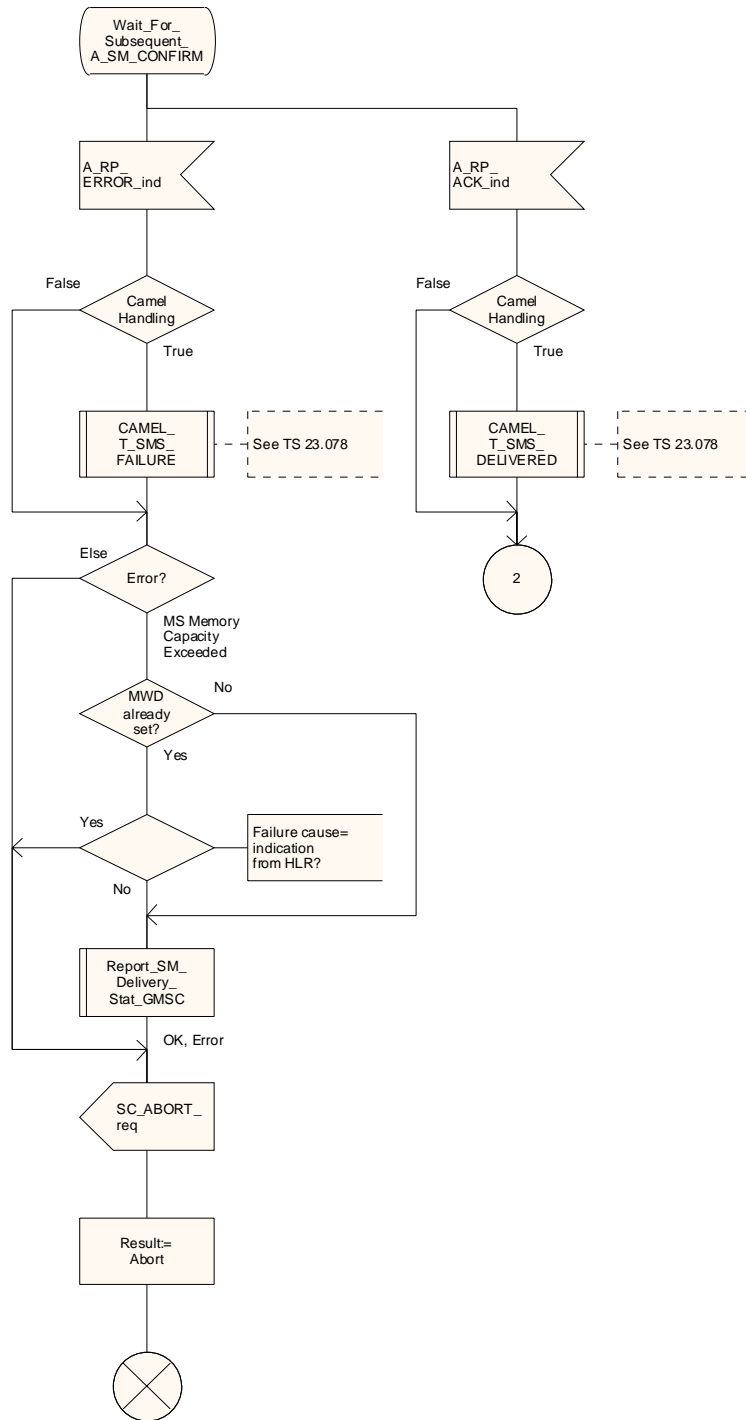 Wait_For_
Subsequent_
A_SM_CONFIRM
A_RP_
ERROR_ind
A_RP_
ACK_ind
False
Camel
Handling
True
False
Camel
Handling
True
CAMEL_
T_SMS_
FAILURE
See TS 23.078
CAMEL_
T_SMS_
DELIVERED
See TS 23.078
Else
Error?
2
MS Memory
Capacity
Exceeded
MWD
already
set?
No
Yes
Yes
Failure cause=
indication
from HLR?
No
Report_SM_
Delivery_
Stat_GMSC
OK, Error
SC_ABORT_
req
Result:=
Abort